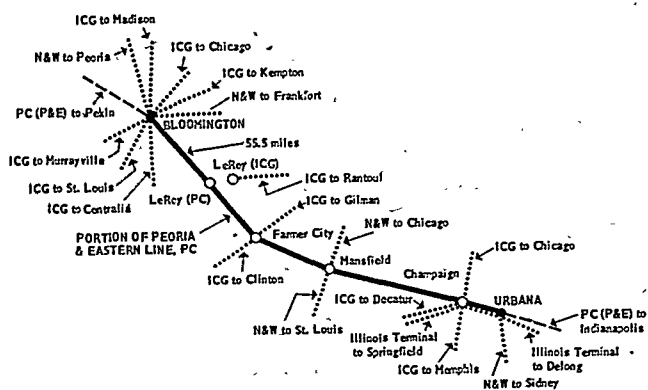 ICG to Madison
N&W to Peoria
ICG to Chicago
ICG to Kempton
N&W to Frankfort
PC (P&E) to Pekin
BLOOMINGTON
55.5 miles
ICG to Murrayville
LeRoy (ICG)
ICG to St. Louis
ICG to Rantoul
LeRoy (PC)
ICG to Centralia
ICG to Gilman
PORTION OF PEORIA
& EASTERN LINE, PC
Farmer City
N&W to Chicago
ICG to Clinton
Mansfield
ICG to Chicago
Champaign
ICG to Decatur
URBANA
N&W to St. Louis
PC (P&E) to
Indianapolis
Illinois Terminal
to Springfield
ICG to Memphis
Illinois Terminal
to Delong
N&W to Sidney